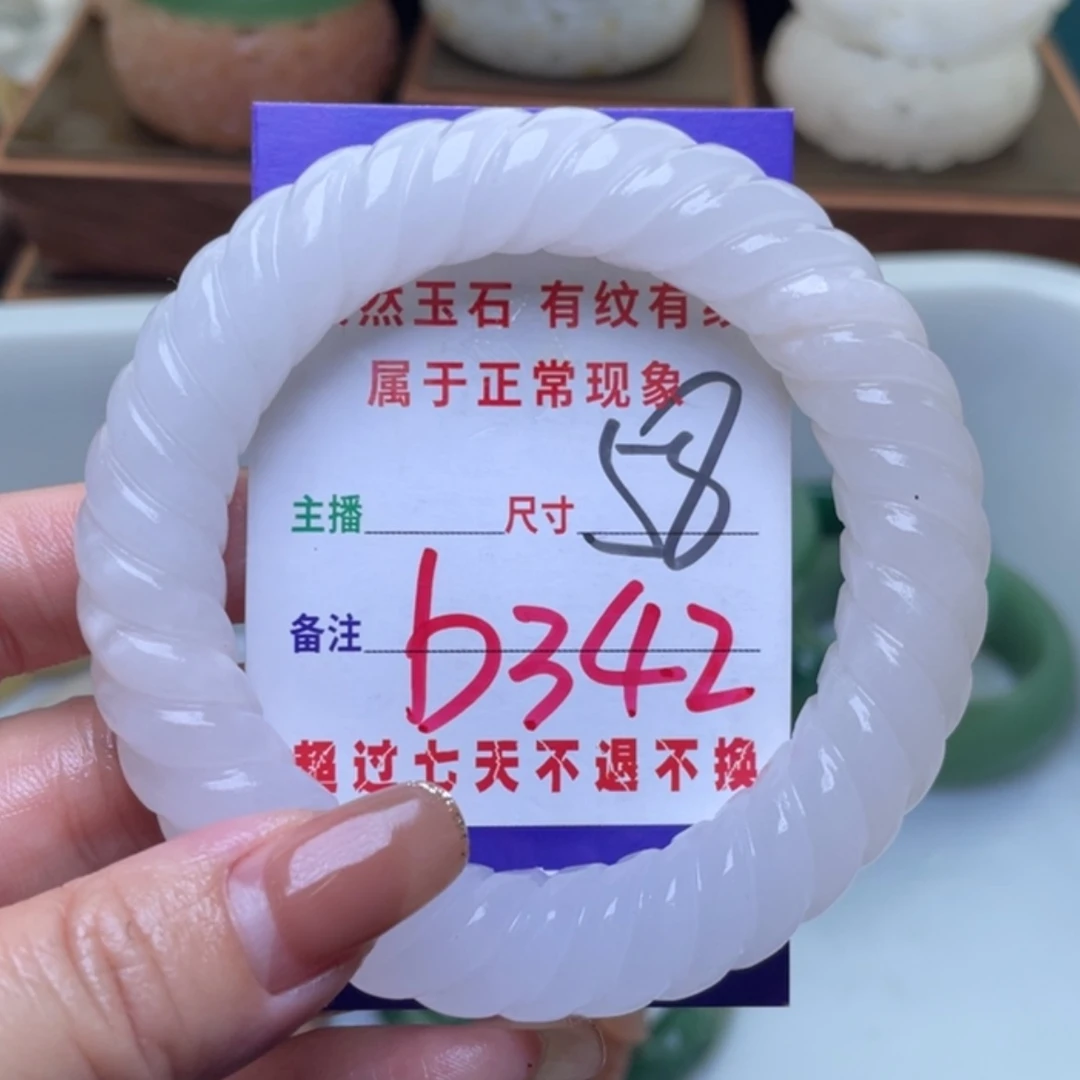 然玉石 有纹有
属于正常现象
主播 尺寸 58
备注 b342
超过七天不退不换